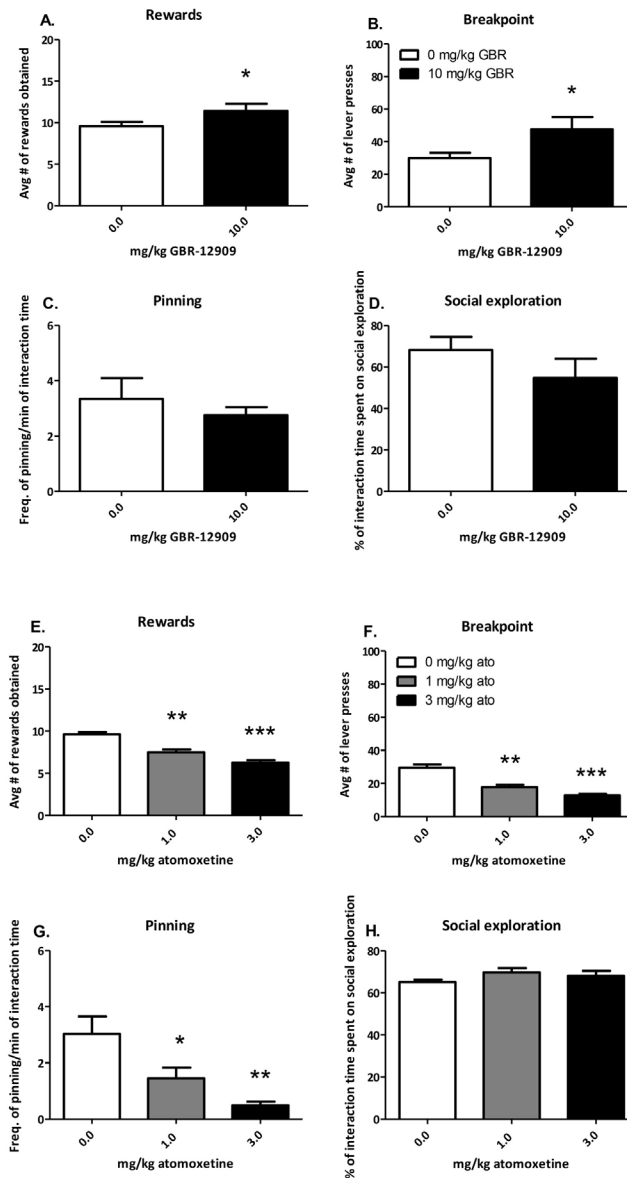 A. Rewards
Avg # of rewards obtained
20
15
10
5
0
*
0.0
10.0
mg/kg GBR-12909
B. Breakpoint
Avg # of lever presses
100
80
60
40
20
0
0 mg/kg GBR
10 mg/kg GBR
*
0.0
10.0
mg/kg GBR-12909
C. Pinning
Freq. of pinning/min of interaction time
6
4
2
0
0.0
10.0
mg/kg GBR-12909
D. Social exploration
% of interaction time spent on social exploration
80
60
40
20
0
0.0
10.0
mg/kg GBR-12909
E. Rewards
Avg # of rewards obtained
20
15
10
5
0
**
***
0.0
1.0
3.0
mg/kg atomoxetine
F. Breakpoint
Avg # of lever presses
100
80
60
40
20
0
0 mg/kg ato
1 mg/kg ato
3 mg/kg ato
**
***
0.0
1.0
3.0
mg/kg atomoxetine
G. Pinning
Freq. of pinning/min of interaction time
6
4
2
0
*
**
0.0
1.0
3.0
mg/kg atomoxetine
H. Social exploration
% of interaction time spent on social exploration
80
60
40
20
0
0.0
1.0
3.0
mg/kg atomoxetine